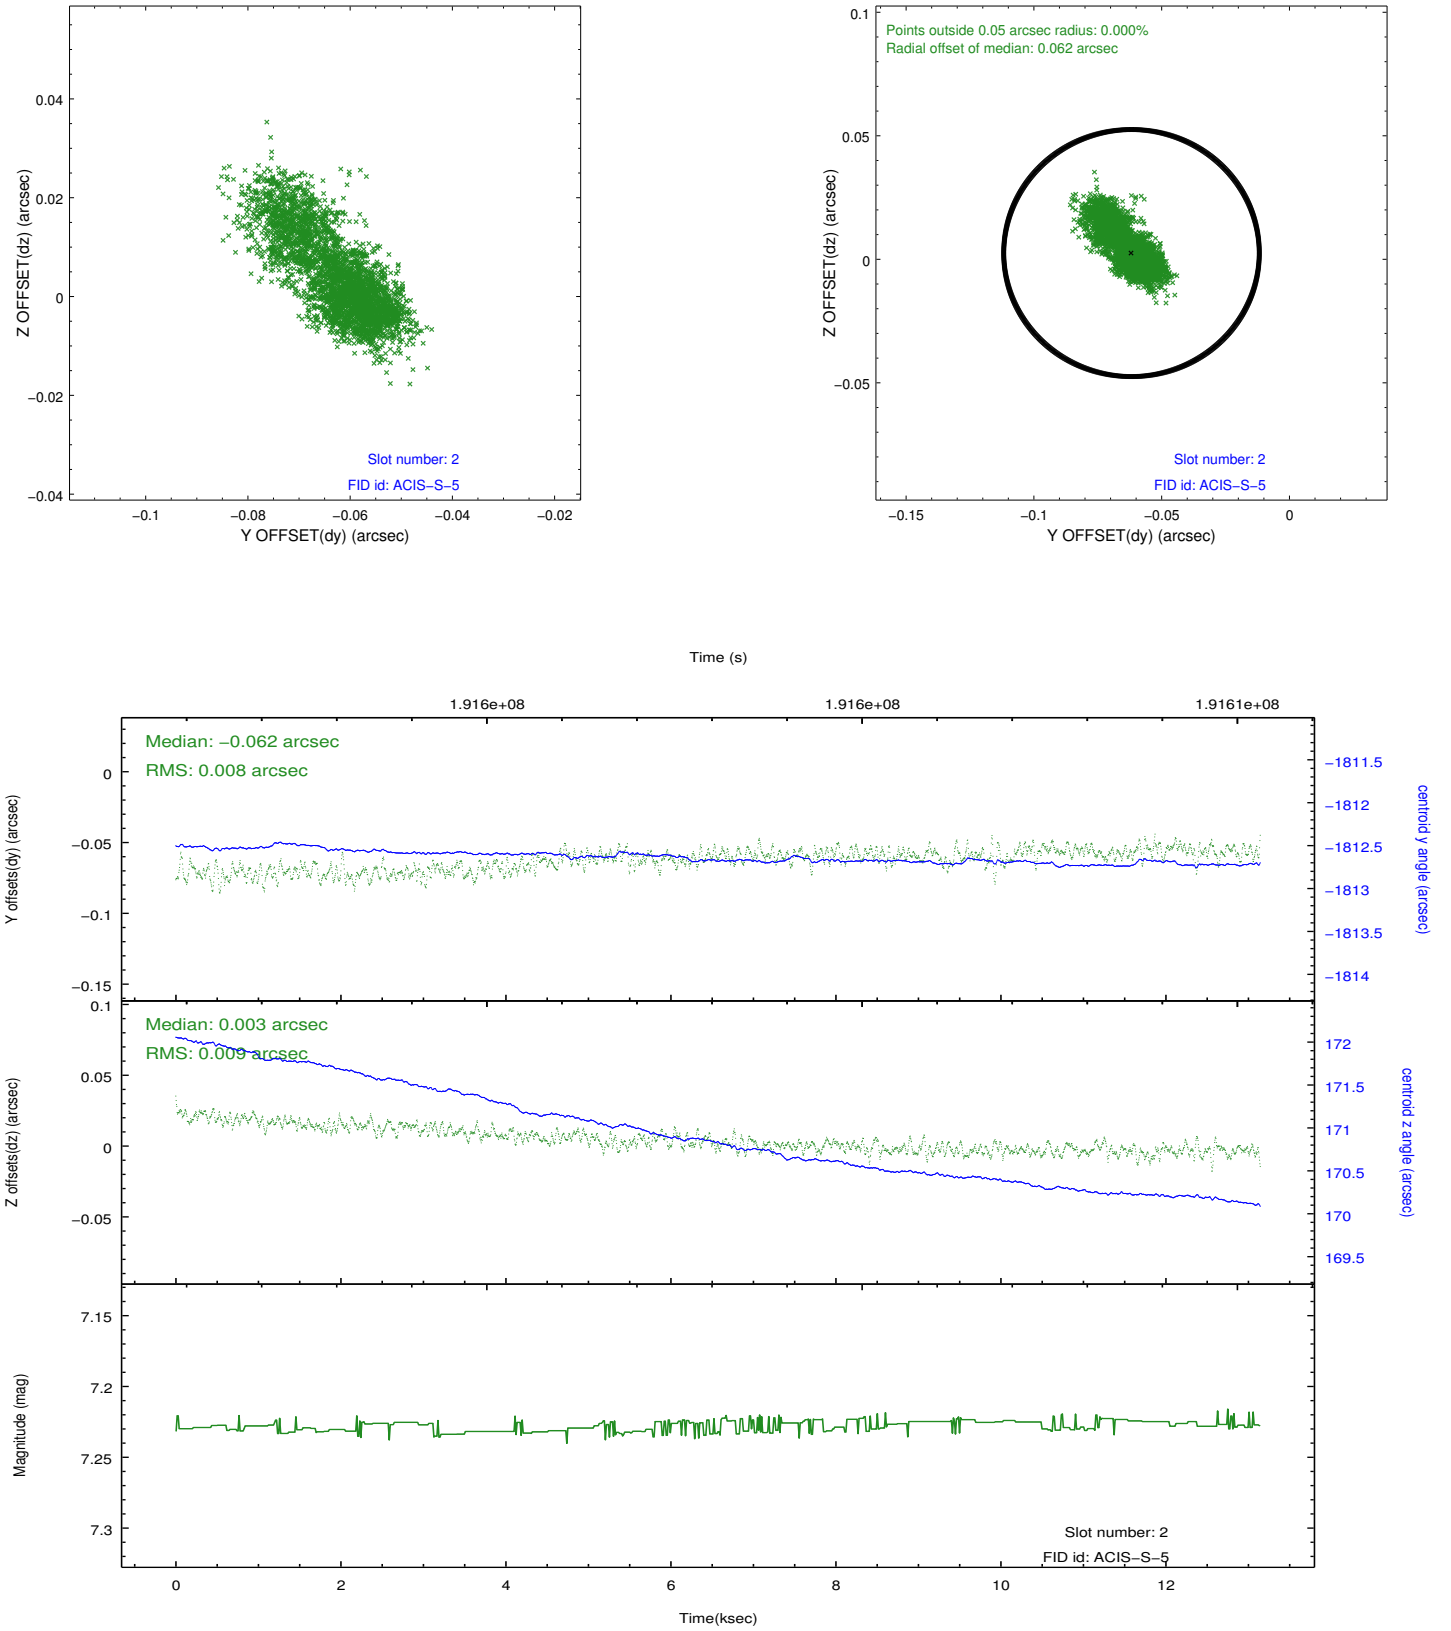 0.04
0.02
0
−0.02
−0.04
Z OFFSET(dz) (arcsec)
Slot number: 2
FID id: ACIS−S−5
−0.1
−0.08
−0.06
−0.04
−0.02
Y OFFSET(dy) (arcsec)
0.1
0.05
0
−0.05
Z OFFSET(dz) (arcsec)
Points outside 0.05 arcsec radius: 0.000%
Radial offset of median: 0.062 arcsec
Slot number: 2
FID id: ACIS−S−5
−0.15
−0.1
−0.05
0
Y OFFSET(dy) (arcsec)
Time (s)
1.916e+08
1.916e+08
1.9161e+08
Median: −0.062 arcsec
RMS: 0.008 arcsec
0
−0.05
−0.1
−0.15
Y offsets(dy) (arcsec)
−1811.5
−1812
−1812.5
−1813
−1813.5
−1814
centroid y angle (arcsec)
Median: 0.003 arcsec
RMS: 0.009 arcsec
0.1
0.05
0
−0.05
Z offsets(dz) (arcsec)
172
171.5
171
170.5
170
169.5
centroid z angle (arcsec)
7.15
7.2
7.25
7.3
Magnitude (mag)
Slot number: 2
FID id: ACIS−S−5
0
2
4
6
8
10
12
Time(ksec)